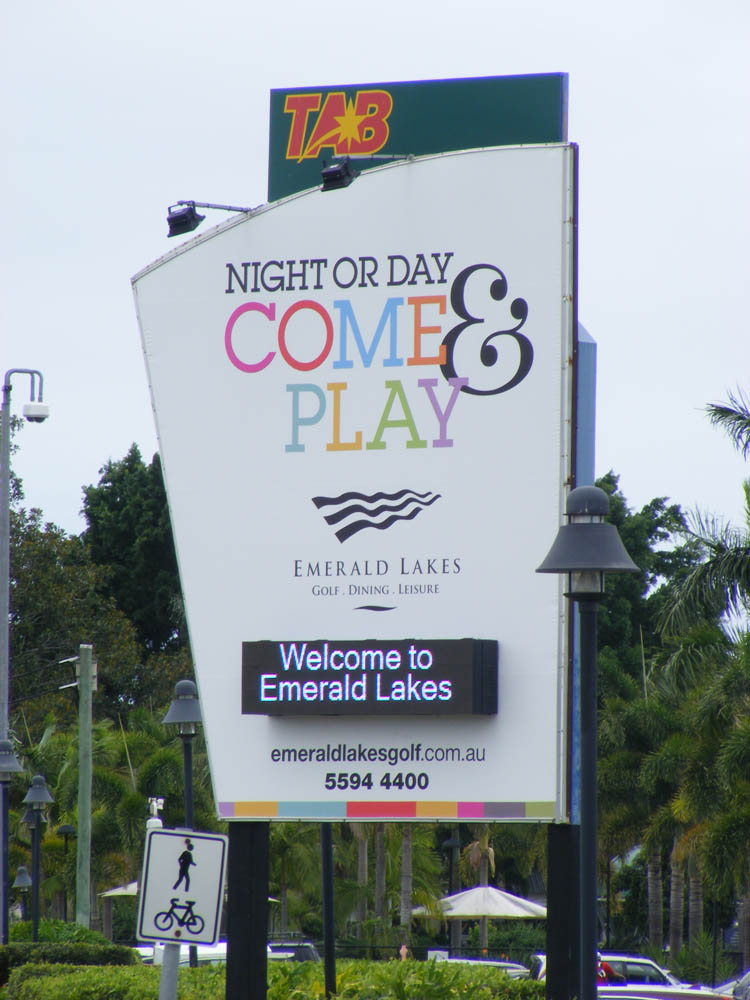 TAB
NIGHT OR DAY
COME &
PLAY
EMERALD LAKES
GOLF . DINING . LEISURE
Welcome to
Emerald Lakes
emeraldlakesgolf.com.au
5594 4400